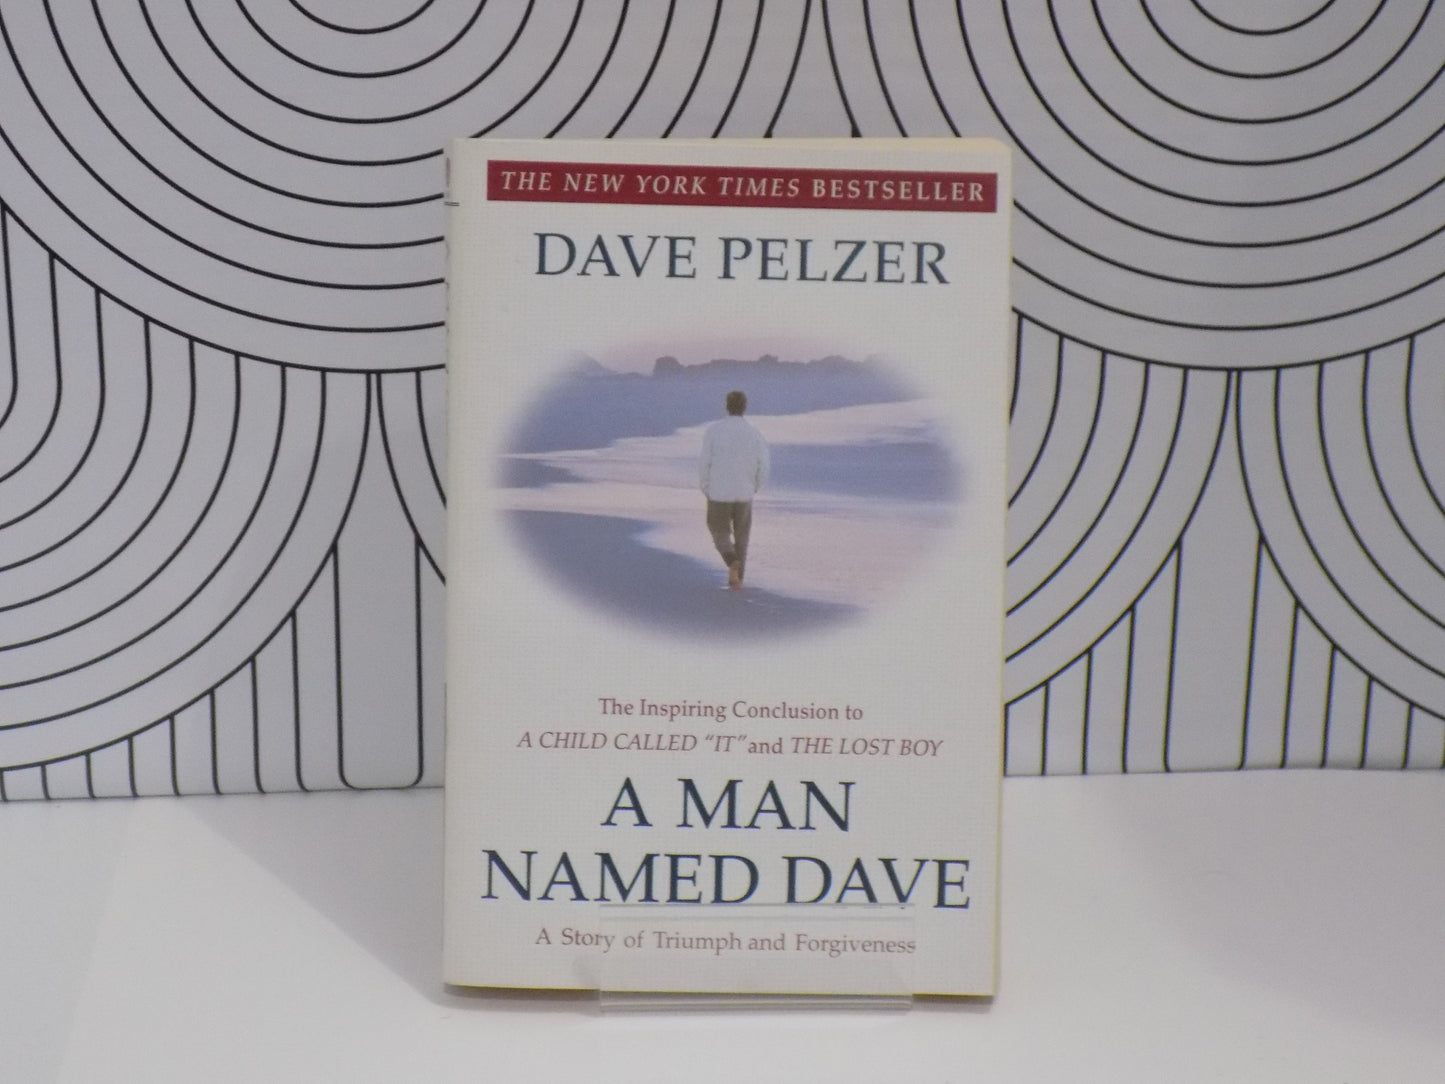 THE NEW YORK TIMES BESTSELLER
DAVE PELZER
The Inspiring Conclusion to
A CHILD CALLED "IT" and THE LOST BOY
A MAN
NAMED DAVE
A Story of Triumph and Forgiveness